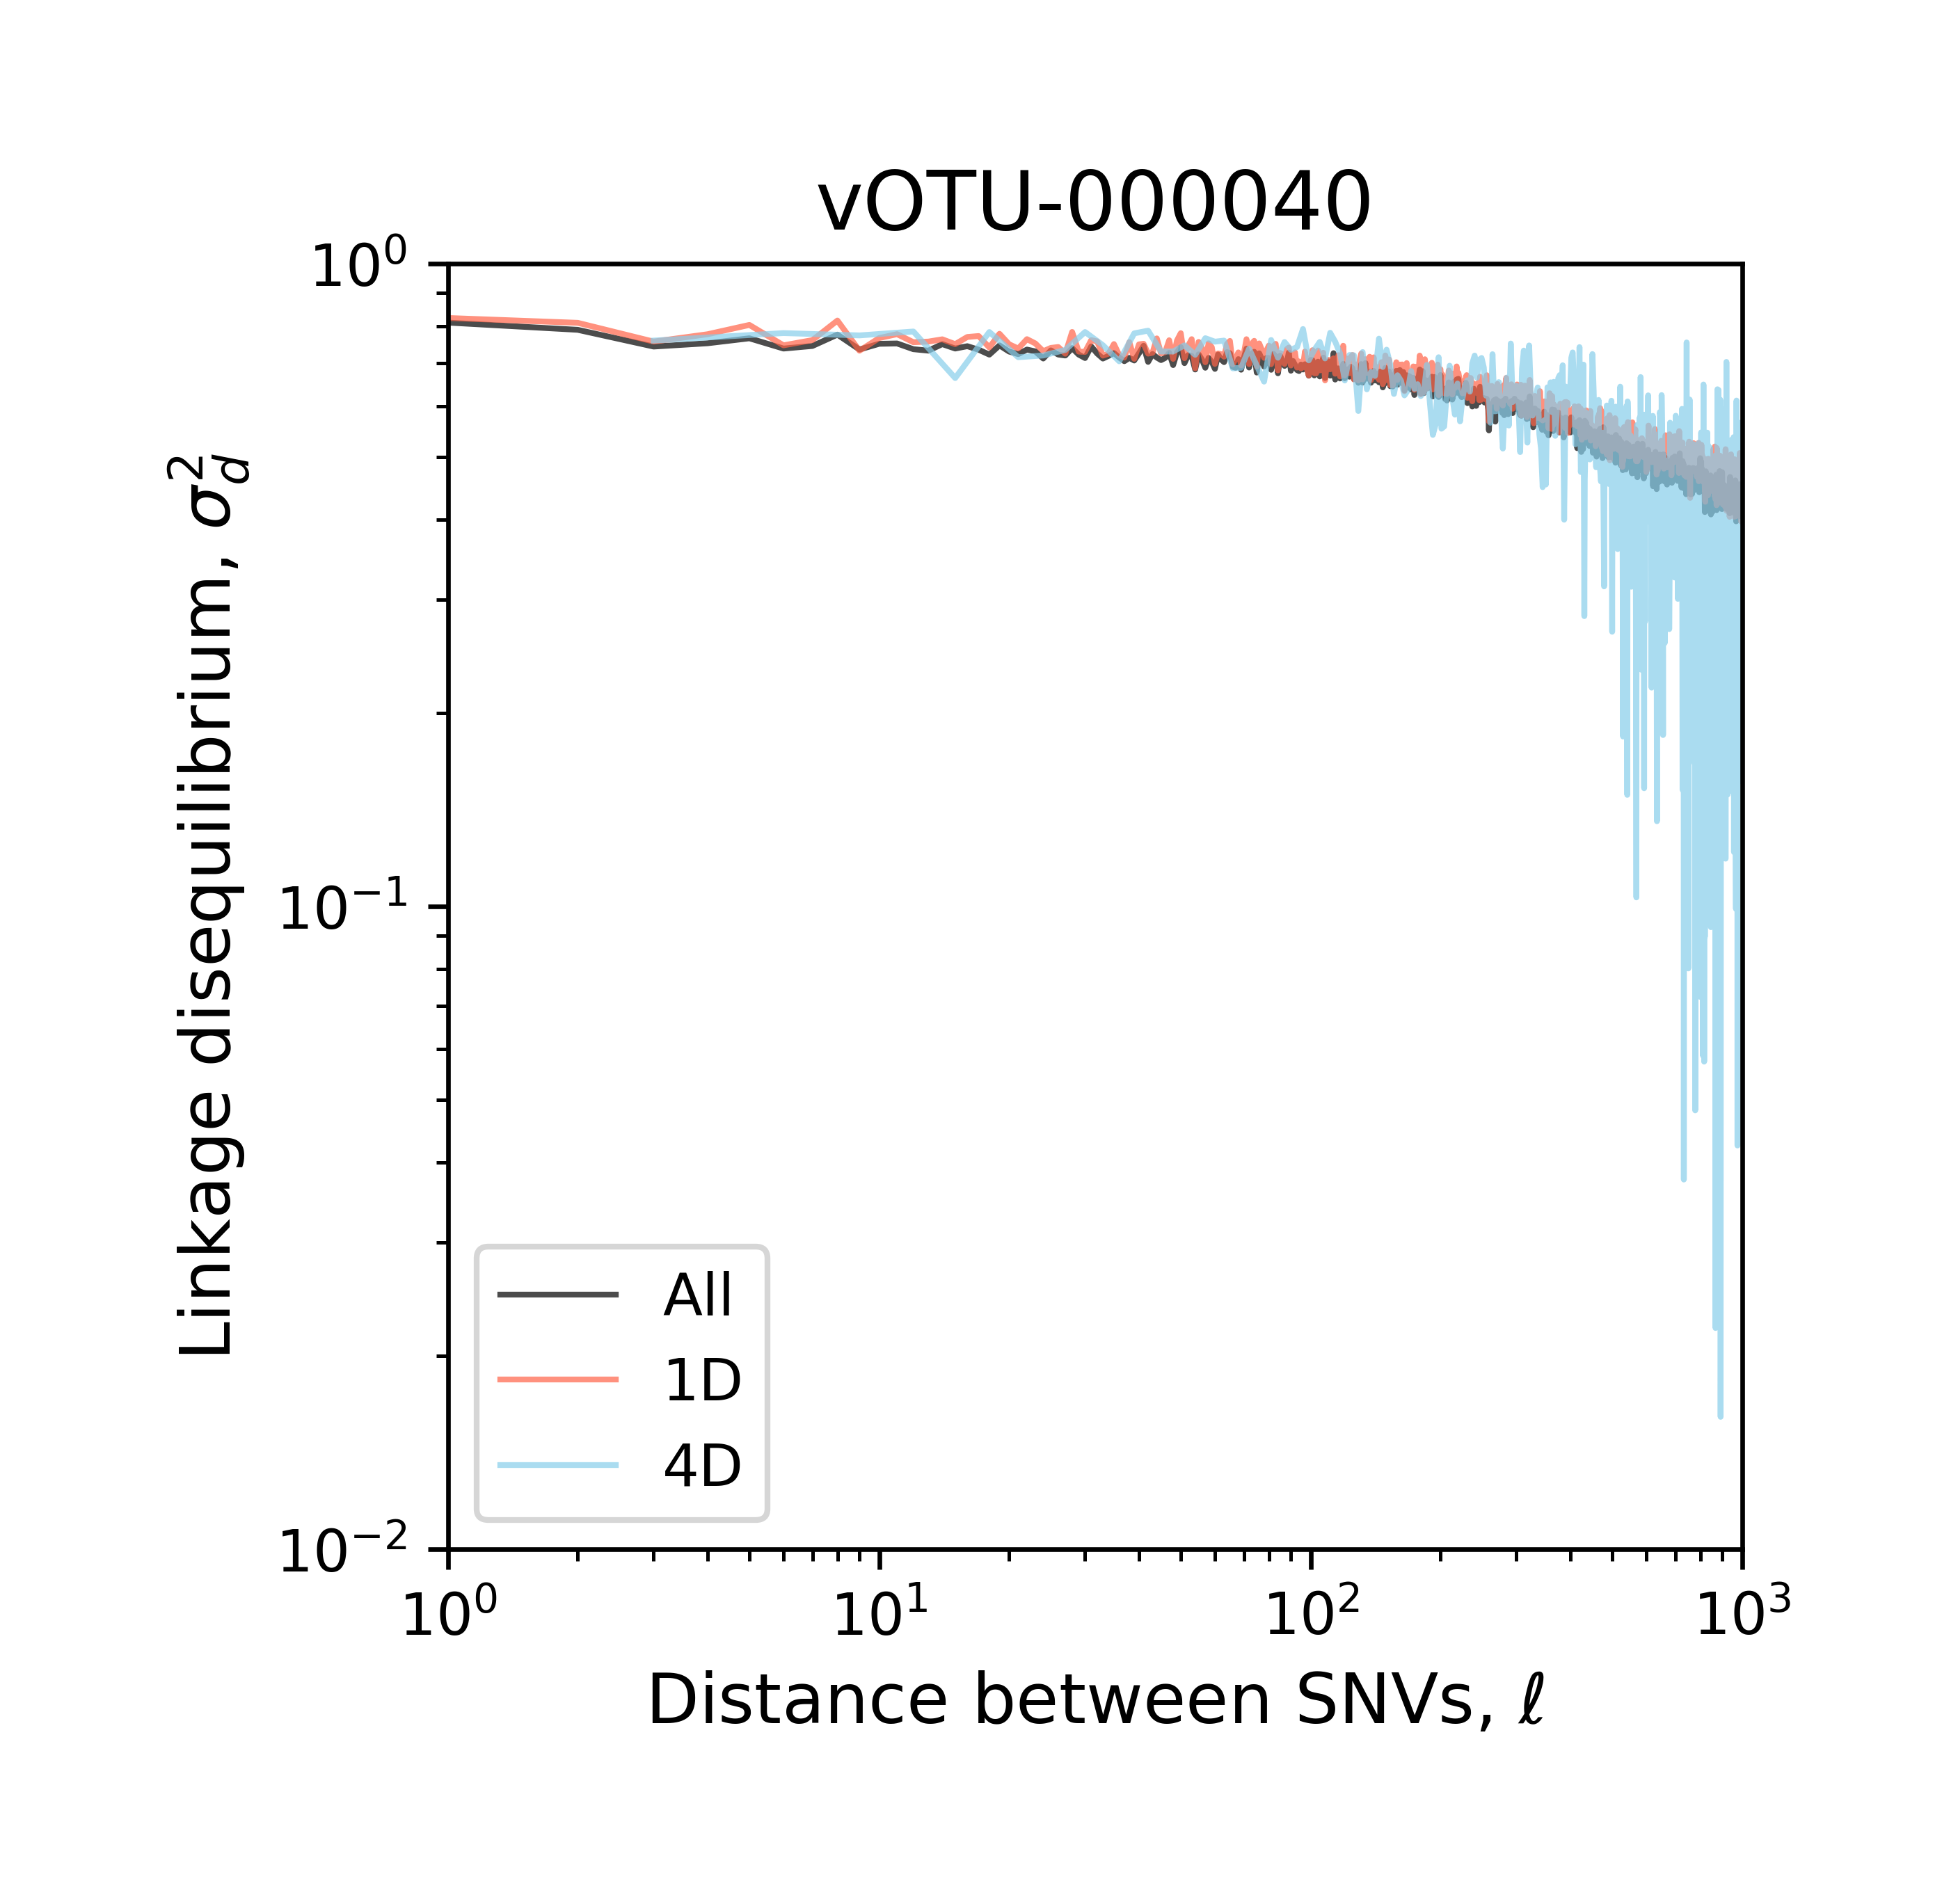 vOTU-000040
10⁰
10⁻¹
10⁻²
Linkage disequilibrium, σ²_d
All
1D
4D
10⁰ 10¹ 10² 10³
Distance between SNVs, ℓ